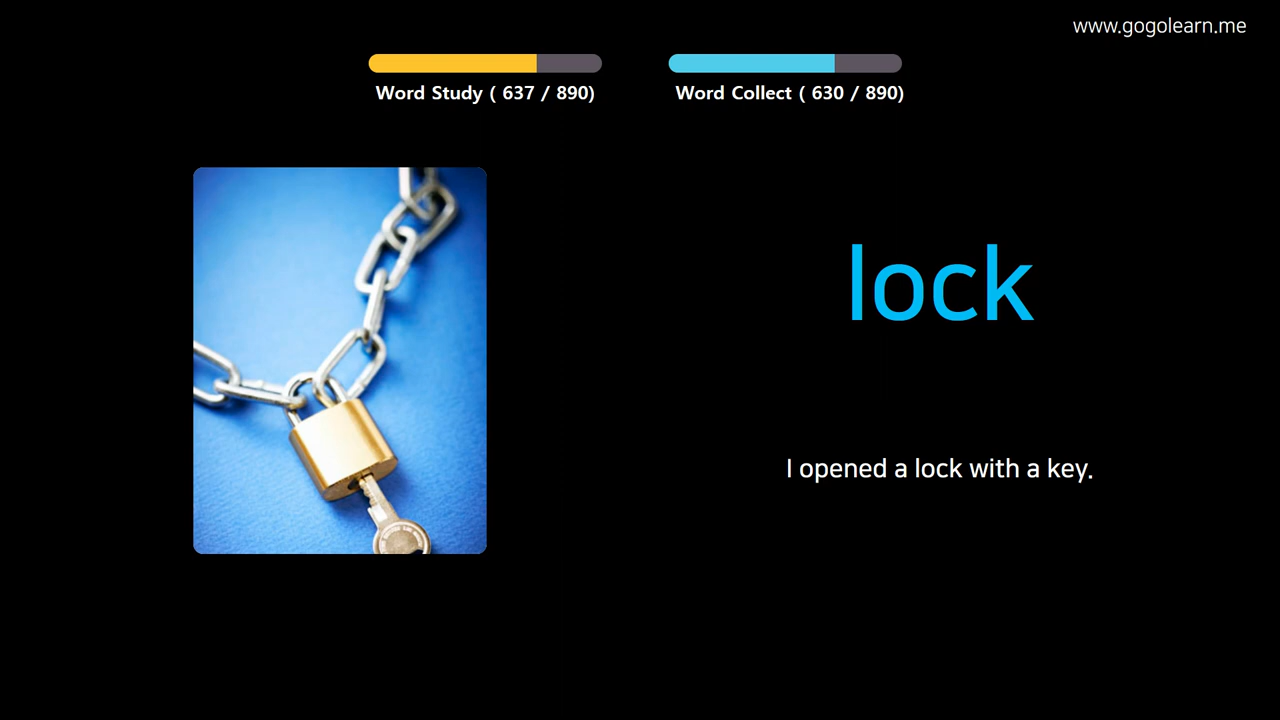 www.gogolearn.me
Word Study ( 637 / 890)
Word Collect ( 630 / 890)
lock
I opened a lock with a key.